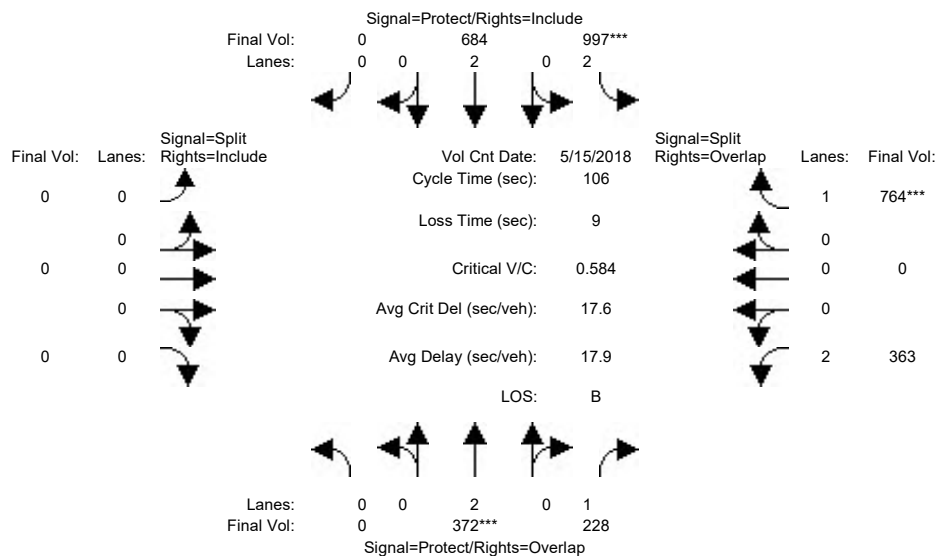 Signal=Protect/Rights=Include
Final Vol: 0 684 997***
Lanes: 0 0 2 0 2
Signal=Split
Final Vol: Lanes: Rights=Include
Vol Cnt Date: 5/15/2018
Signal=Split
Rights=Overlap Lanes: Final Vol:
Cycle Time (sec): 106
0 0
1 764***
Loss Time (sec): 9
0
0
0 0
Critical V/C: 0.584
0 0
0
Avg Crit Del (sec/veh): 17.6
0
0 0
Avg Delay (sec/veh): 17.9
2 363
LOS: B
Lanes: 0 0 2 0 1
Final Vol: 0 372*** 228
Signal=Protect/Rights=Overlap